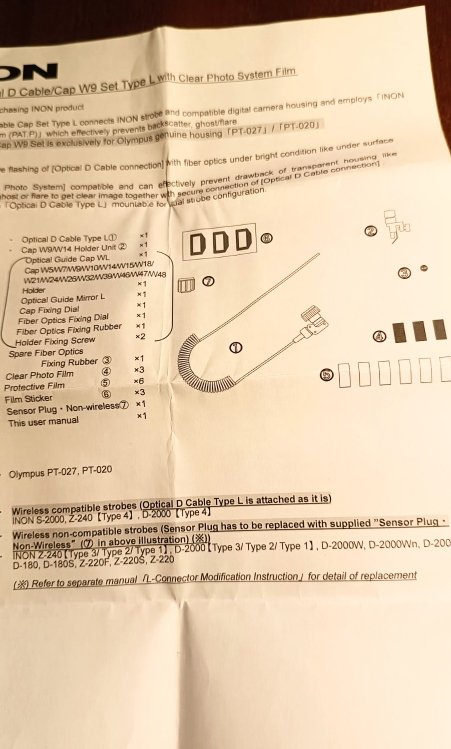 ON
l D Cable/Cap W9 Set Type L with Clear Photo System Film
chasing INON product
able Cap Set Type L connects INON strobe and compatible digital camera housing and employs 「INON
m (PAT.P)」 which effectively prevents backscatter, ghost/flare.
ap W9 Set is exclusively for Olympus genuine housing 「PT-027」 / 「PT-020」
e flashing of [Optical D Cable connection] with fiber optics under bright condition like under surface
Photo System] compatible and can effectively prevent drawback of transparent housing, like
host or flare to get clear image together with secure connection of [Optical D Cable connection].
「Optical D Cable Type L」 mountable for dual strobe configuration.
- Optical D Cable Type L① ×1
- Cap W9/W14 Holder Unit ② ×1
Optical Guide Cap WL ×1
Cap W5/W7/W9/W10/W14/W15/W18/
W21/W24/W26/W32/W39/W46/W47/W48
Holder ×1
Optical Guide Mirror L ×1
Cap Fixing Dial ×1
Fiber Optics Fixing Dial ×1
Fiber Optics Fixing Rubber ×1
Holder Fixing Screw ×2
Spare Fiber Optics
Fixing Rubber ③ ×1
Clear Photo Film ④ ×3
Protective Film ⑤ ×6
Film Sticker ⑥ ×3
Sensor Plug・Non-wireless⑦ ×1
This user manual ×1
⑥
②
⑦
③
①
④
⑤
- Olympus PT-027, PT-020
- Wireless compatible strobes (Optical D Cable Type L is attached as it is)
INON S-2000, Z-240 【Type 4】, D-2000 【Type 4】
- Wireless non-compatible strobes (Sensor Plug has to be replaced with supplied "Sensor Plug・
Non-Wireless" (⑦ in above illustration) (※))
INON Z-240【Type 3/ Type 2/ Type 1】, D-2000【Type 3/ Type 2/ Type 1】, D-2000W, D-2000Wn, D-200
D-180, D-180S, Z-220F, Z-220S, Z-220
(※) Refer to separate manual 「L-Connector Modification Instruction」 for detail of replacement